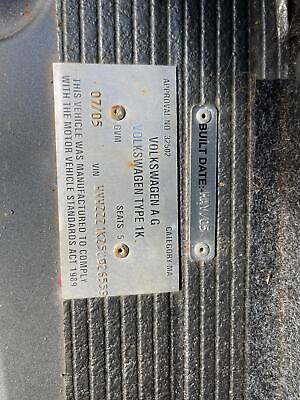 APPROVAL NO. 32502 CATEGORY MA
VOLKSWAGEN A G
VOLKSWAGEN TYPE 1K
07/05 GVM SEATS 5
VIN
THIS VEHICLE WAS MANUFACTURED TO COMPLY
WITH THE MOTOR VEHICLE STANDARDS ACT 1989
BUILT DATE: